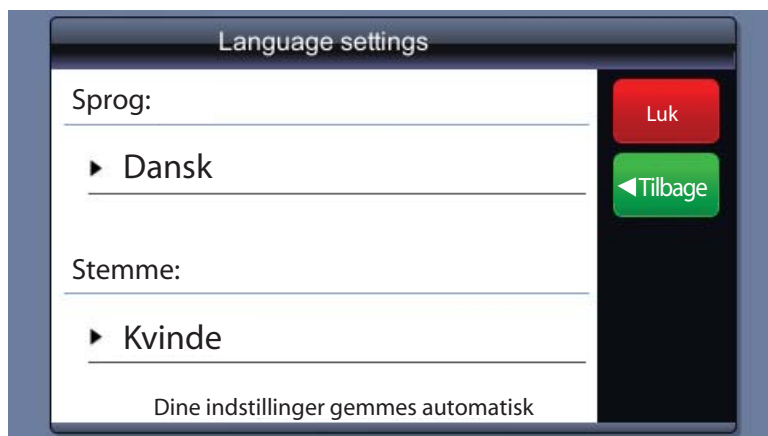 Language settings
Sprog:
Luk
Dansk
Tilbage
Stemme:
Kvinde
Dine indstillinger gemmes automatisk